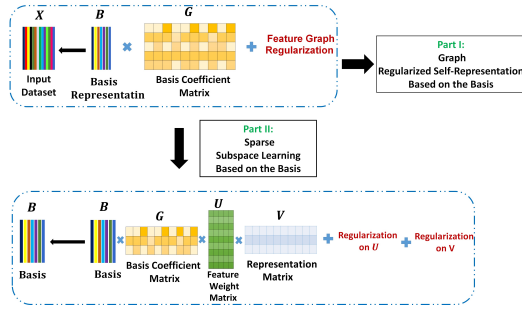 X B G
Input
Dataset
Basis
Representatin
Basis Coefficient
Matrix
Feature Graph
Regularization
Part I:
Graph
Regularized Self-Representation
Based on the Basis
Part II:
Sparse
Subspace Learning
Based on the Basis
B B G U V
Basis
Basis
Basis Coefficient
Matrix
Feature
Weight
Matrix
Representation
Matrix
Regularization
on U
Regularization
on V